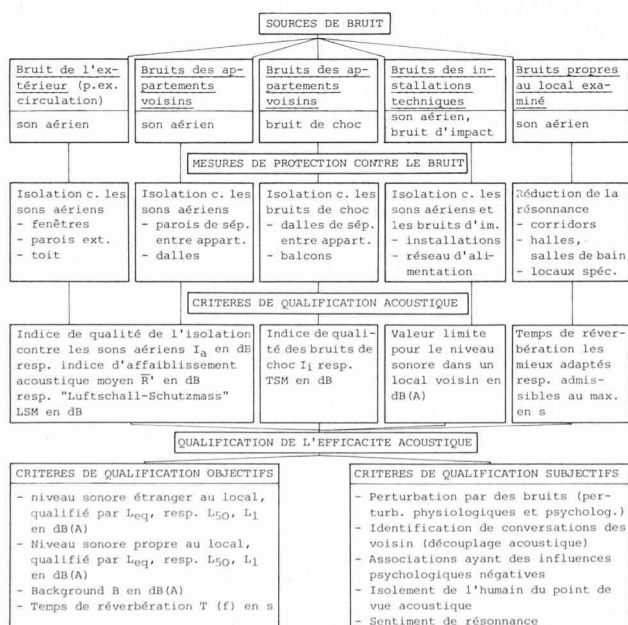 SOURCES DE BRUIT
Bruit de l'ex-
térieur (p.ex.
circulation)
son aérien
Bruits des ap-
partements
voisins
son aérien
Bruits des ap-
partements
voisins
bruit de choc
Bruits des in-
stallations
techniques
son aérien,
bruit d'impact
Bruits propres
au local exa-
miné
son aérien
MESURES DE PROTECTION CONTRE LE BRUIT
Isolation c. les
sons aériens
- fenêtres
- parois ext.
- toit
Isolation c. les
sons aériens
- parois de sép.
entre appart.
- dalles
Isolation c. les
bruits de choc
- dalles de sép.
entre appart.
- balcons
Isolation c. les
sons aériens et
les bruits d'im.
- installations
- réseau d'ali-
mentation
Réduction de la
résonnance
- corridors
- halles,
salles de bain
- locaux spéc.
CRITERES DE QUALIFICATION ACOUSTIQUE
Indice de qualité de l'isolation
contre les sons aériens Ia en dB
resp. indice d'affaiblissement
acoustique moyen R̅' en dB
resp. "Luftschall-Schutzmass"
LSM en dB
Indice de quali-
té des bruits de
choc Ii resp.
TSM en dB
Valeur limite
pour le niveau
sonore dans un
local voisin en
dB(A)
Temps de réver-
bération les
mieux adaptés
resp. admis-
sibles au max.
en s
QUALIFICATION DE L'EFFICACITE ACOUSTIQUE
CRITERES DE QUALIFICATION OBJECTIFS
- niveau sonore étranger au local,
qualifié par Leq, resp. L50, L1
en dB(A)
- Niveau sonore propre au local,
qualifié par Leq, resp. L50, L1
en dB(A)
- Background B en dB(A)
- Temps de réverbération T (f) en s
CRITERES DE QUALIFICATION SUBJECTIFS
- Perturbation par des bruits (per-
turb. physiologiques et psycholog.)
- Identification de conversations des
voisin (découplage acoustique)
- Associations ayant des influences
psychologiques négatives
- Isolement de l'humain du point de
vue acoustique
- Sentiment de résonnance